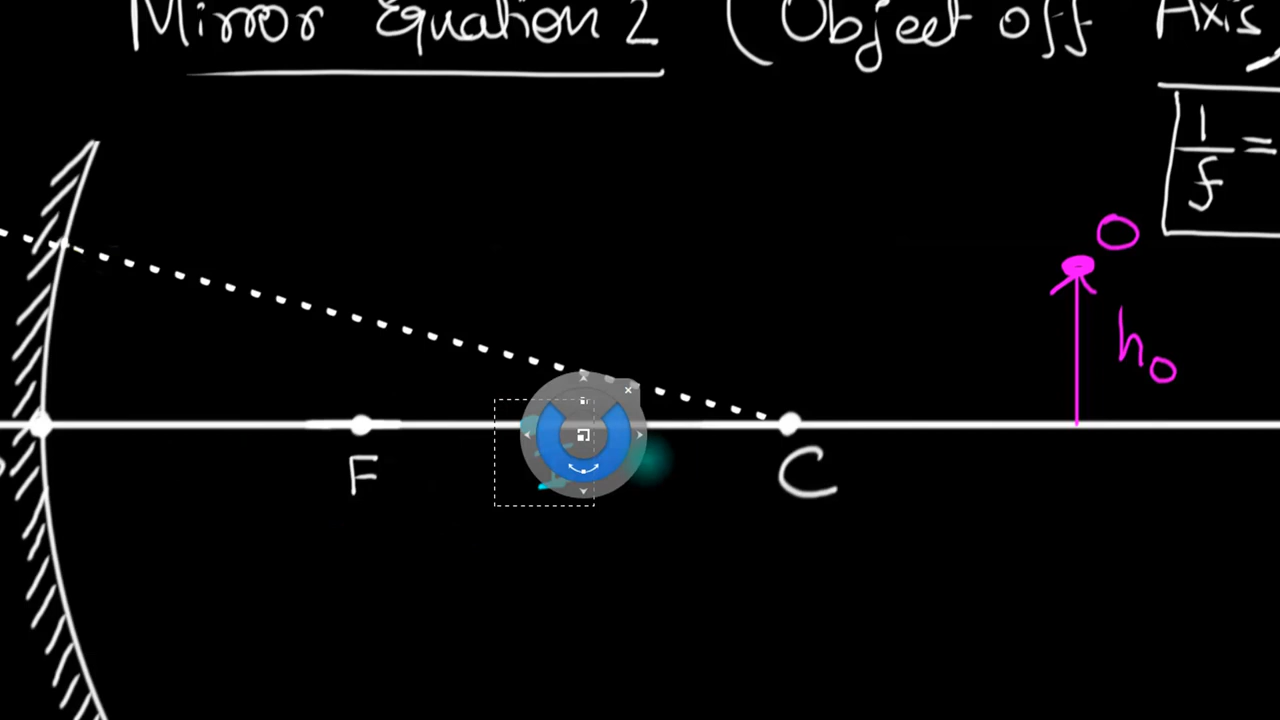 Mirror Equation 2 (Object off Axis)
1/f =
O
h₀
F
C